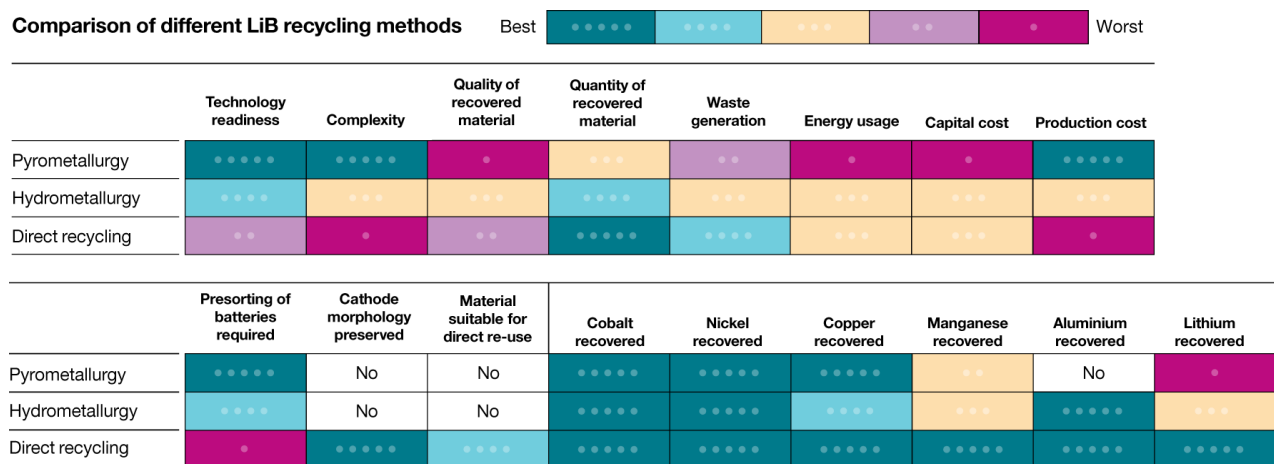 Comparison of different LiB recycling methods Best Worst
Technology readiness Complexity Quality of recovered material Quantity of recovered material Waste generation Energy usage Capital cost Production cost
Pyrometallurgy
Hydrometallurgy
Direct recycling
Presorting of batteries required Cathode morphology preserved Material suitable for direct re-use Cobalt recovered Nickel recovered Copper recovered Manganese recovered Aluminium recovered Lithium recovered
Pyrometallurgy No No No
Hydrometallurgy No No
Direct recycling